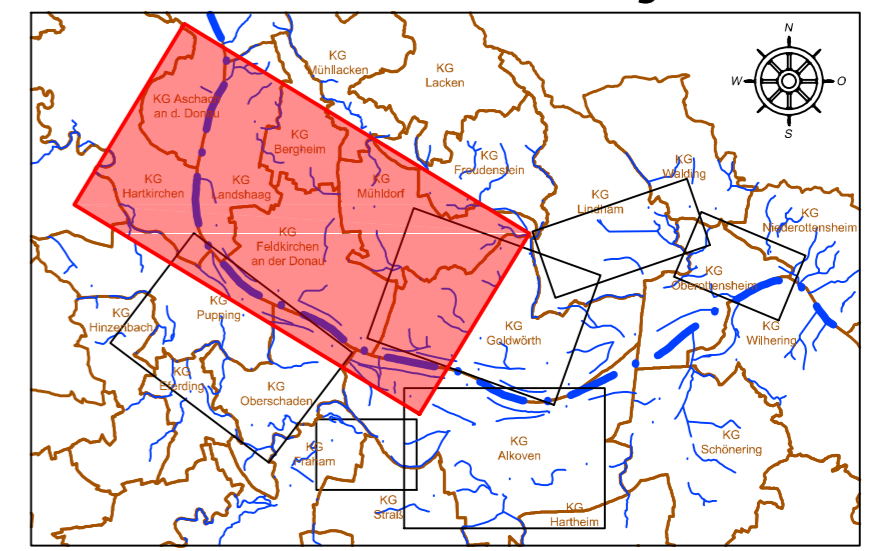 N
W
O
S
KG
Mühllacken
KG
Lacken
KG Aschach
an d. Donau
KG
Bergheim
KG
Freudenstein
KG
Walding
KG
Hartkirchen
KG
Landshaag
KG
Mühldorf
KG
Lindham
KG
Niederottensheim
KG
Feldkirchen
an der Donau
KG
Oberottensheim
KG
Hinzenbach
KG
Pupping
KG
Goldwörth
KG
Wilhering
KG
Eferding
KG
Oberschaden
KG
Fraham
KG
Alkoven
KG
Schönering
KG
Straß
KG
Hartheim